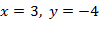 x = 3, y = −4